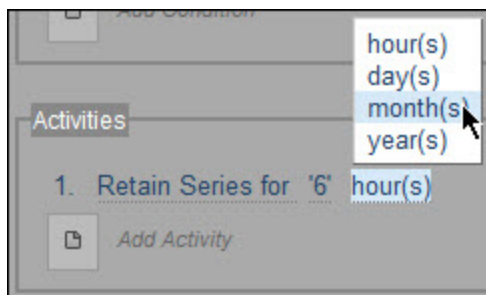 Add Condition
hour(s)
day(s)
month(s)
year(s)
Activities
1. Retain Series for '6' hour(s)
Add Activity